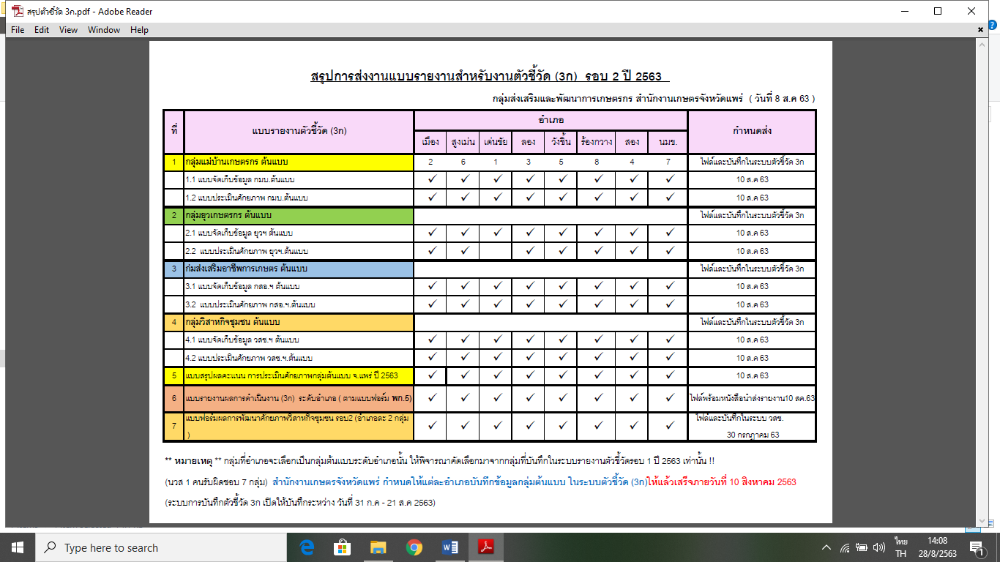 สรุปตัวชี้วัด 3ก.pdf - Adobe Reader
File Edit View Window Help
สรุปการส่งงานแบบรายงานสำหรับงานตัวชี้วัด (3ก) รอบ 2 ปี 2563
กลุ่มส่งเสริมและพัฒนาการเกษตรกร สำนักงานเกษตรจังหวัดแพร่ ( วันที่ 8 ส.ค 63 )
ที่ แบบรายงานตัวชี้วัด (3ก) อำเภอ กำหนดส่ง
เมือง สูงเม่น เด่นชัย ลอง วังชิ้น ร้องกวาง สอง นมข.
1 กลุ่มแม่บ้านเกษตรกร ต้นแบบ 2 6 1 3 5 8 4 7 ไฟล์และบันทึกในระบบตัวชี้วัด 3ก
1.1 แบบจัดเก็บข้อมูล กมบ.ต้นแบบ ✓ ✓ ✓ ✓ ✓ ✓ ✓ ✓ 10 ส.ค 63
1.2 แบบประเมินศักยภาพ กมบ.ต้นแบบ ✓ ✓ ✓ ✓ ✓ ✓ ✓ ✓ 10 ส.ค 63
2 กลุ่มยุวเกษตรกร ต้นแบบ ไฟล์และบันทึกในระบบตัวชี้วัด 3ก
2.1 แบบจัดเก็บข้อมูล ยุวฯ ต้นแบบ ✓ ✓ ✓ ✓ ✓ ✓ ✓ ✓ 10 ส.ค 63
2.2 แบบประเมินศักยภาพ ยุวฯ.ต้นแบบ ✓ ✓ ✓ ✓ ✓ ✓ ✓ 10 ส.ค 63
3 ก่มส่งเสริมอาชีพการเกษตร ต้นแบบ ไฟล์และบันทึกในระบบตัวชี้วัด 3ก
3.1 แบบจัดเก็บข้อมูล กสอ.ฯ ต้นแบบ ✓ ✓ ✓ ✓ ✓ ✓ ✓ ✓ 10 ส.ค 63
3.2 แบบประเมินศักยภาพ กสอ.ฯ.ต้นแบบ ✓ ✓ ✓ ✓ ✓ ✓ ✓ ✓ 10 ส.ค 63
4 กลุ่มวิสาหกิจชุมชน ต้นแบบ ไฟล์และบันทึกในระบบตัวชี้วัด 3ก
4.1 แบบจัดเก็บข้อมูล วสช.ฯ ต้นแบบ ✓ ✓ ✓ ✓ ✓ ✓ ✓ ✓ 10 ส.ค 63
4.2 แบบประเมินศักยภาพ วสช.ฯ.ต้นแบบ ✓ ✓ ✓ ✓ ✓ ✓ ✓ ✓ 10 ส.ค 63
5 แบบสรุปผลคะแนน การประเมินศักยภาพกลุ่มต้นแบบ จ.แพร่ ปี 2563 ✓ ✓ ✓ ✓ ✓ ✓ ✓ ✓ 10 ส.ค 63
6 แบบรายงานผลการดำเนินงาน (3ก) ระดับอำเภอ ( ตามแบบฟอร์ม พก.5) ✓ ✓ ✓ ✓ ✓ ✓ ✓ ✓ ไฟล์พร้อมหนังสือนำส่งรายงาน10 สค.63
7 แบบฟอร์มผลการพัฒนาศักยภาพวิสาหกิจชุมชน รอบ2 (อำเภอละ 2 กลุ่ม ✓ ✓ ✓ ✓ ✓ ✓ ✓ ✓ ไฟล์และบันทึกในระบบ วสช.
) 30 กรกฎาคม 63
** หมายเหตุ ** กลุ่มที่อำเภอจะเลือกเป็นกลุ่มต้นแบบระดับอำเภอนั้น ให้พิจารณาคัดเลือกมาจากกลุ่มที่บันทึกในระบบรายงานตัวชี้วัดรอบ 1 ปี 2563 เท่านั้น !!
(นวส 1 คนรับผิดชอบ 7 กลุ่ม) สำนักงานเกษตรจังหวัดแพร่ กำหนดให้แต่ละอำเภอบันทึกข้อมูลกลุ่มต้นแบบ ในระบบตัวชี้วัด (3ก)ให้แล้วเสร็จภายวันที่ 10 สิงหาคม 2563
(ระบบการบันทึกตัวชี้วัด 3ก เปิดให้บันทึกระหว่าง วันที่ 31 ก.ค - 21 ส.ค 2563)
Type here to search
ไทย
TH
14:08
28/8/2563
1